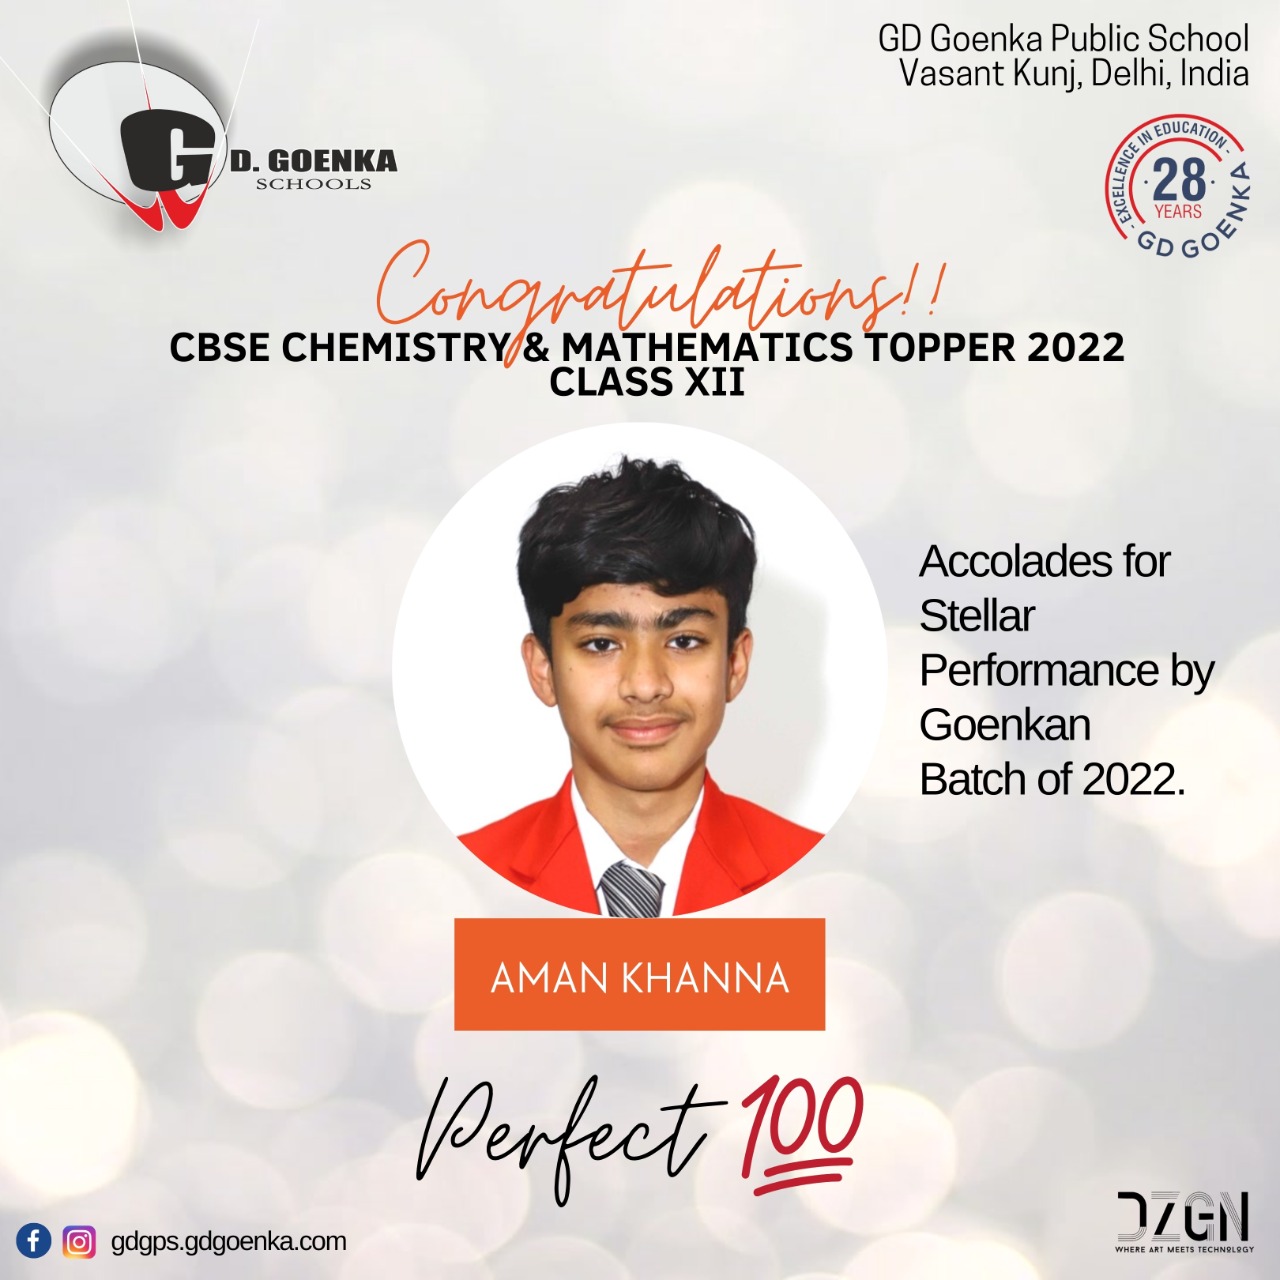 GD Goenka Public School
Vasant Kunj, Delhi, India
G D. GOENKA
SCHOOLS
- EXCELLENCE IN EDUCATION -
28
YEARS
GD GOENKA
Congratulations!!
CBSE CHEMISTRY & MATHEMATICS TOPPER 2022
CLASS XII
Accolades for
Stellar
Performance by
Goenkan
Batch of 2022.
AMAN KHANNA
Perfect 100
gdgps.gdgoenka.com
DZGN
WHERE ART MEETS TECHNOLOGY